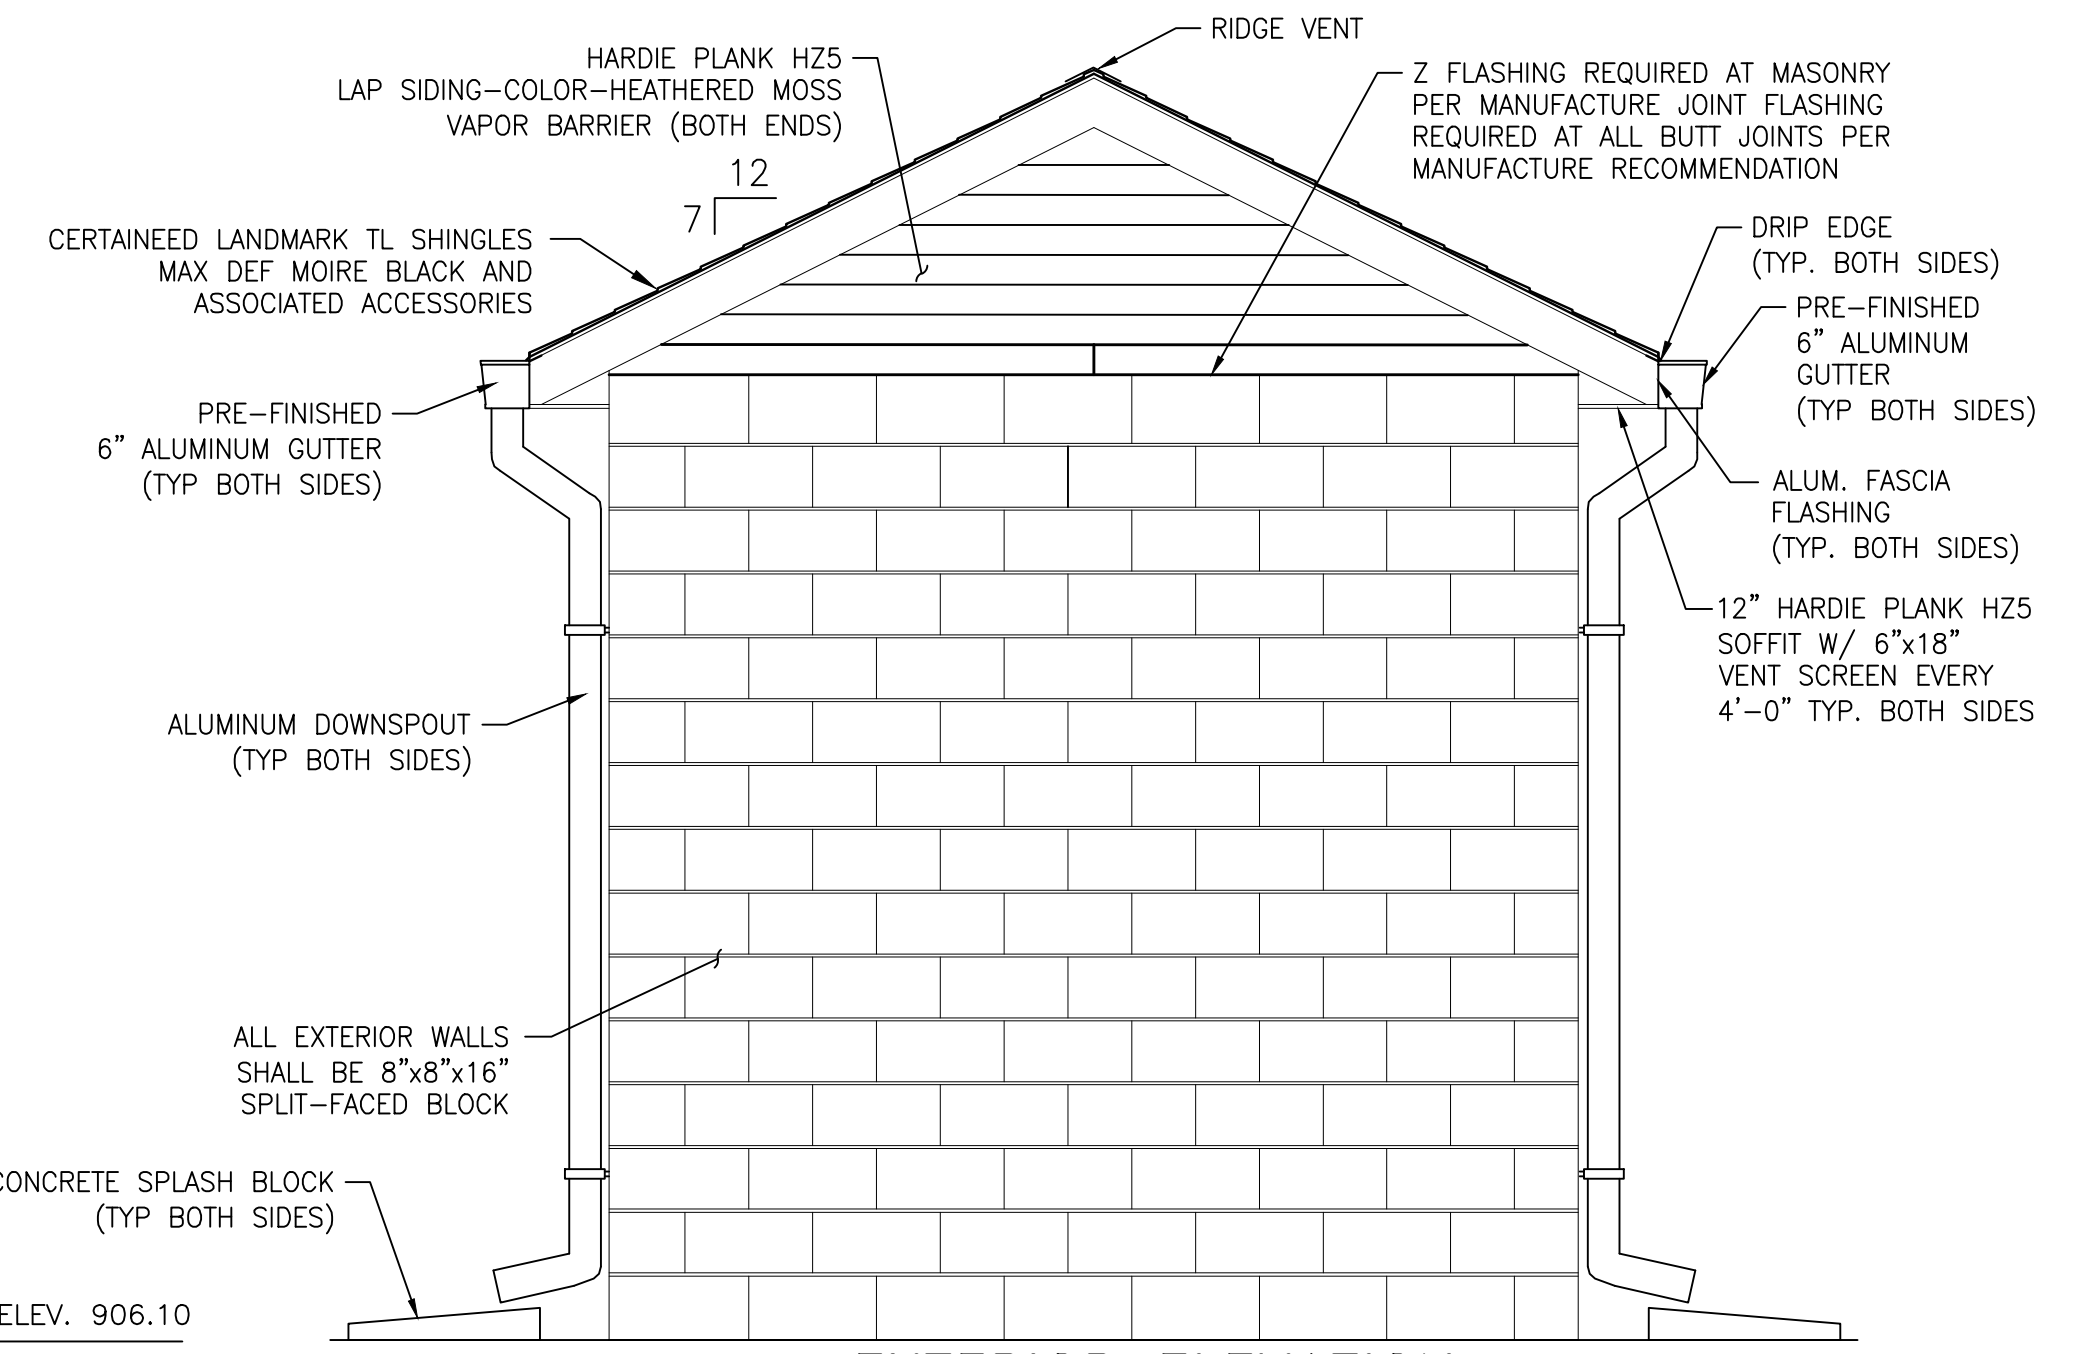 RIDGE VENT
HARDIE PLANK HZ5
LAP SIDING-COLOR-HEATHERED MOSS
VAPOR BARRIER (BOTH ENDS)
Z FLASHING REQUIRED AT MASONRY
PER MANUFACTURE JOINT FLASHING
REQUIRED AT ALL BUTT JOINTS PER
MANUFACTURE RECOMMENDATION
12
7
CERTAINEED LANDMARK TL SHINGLES
MAX DEF MOIRE BLACK AND
ASSOCIATED ACCESSORIES
DRIP EDGE
(TYP. BOTH SIDES)
PRE-FINISHED
6" ALUMINUM
GUTTER
(TYP BOTH SIDES)
PRE-FINISHED
6" ALUMINUM GUTTER
(TYP BOTH SIDES)
ALUM. FASCIA
FLASHING
(TYP. BOTH SIDES)
12" HARDIE PLANK HZ5
SOFFIT W/ 6"x18"
VENT SCREEN EVERY
4'-0" TYP. BOTH SIDES
ALUMINUM DOWNSPOUT
(TYP BOTH SIDES)
ALL EXTERIOR WALLS
SHALL BE 8"x8"x16"
SPLIT-FACED BLOCK
CONCRETE SPLASH BLOCK
(TYP BOTH SIDES)
ELEV. 906.10